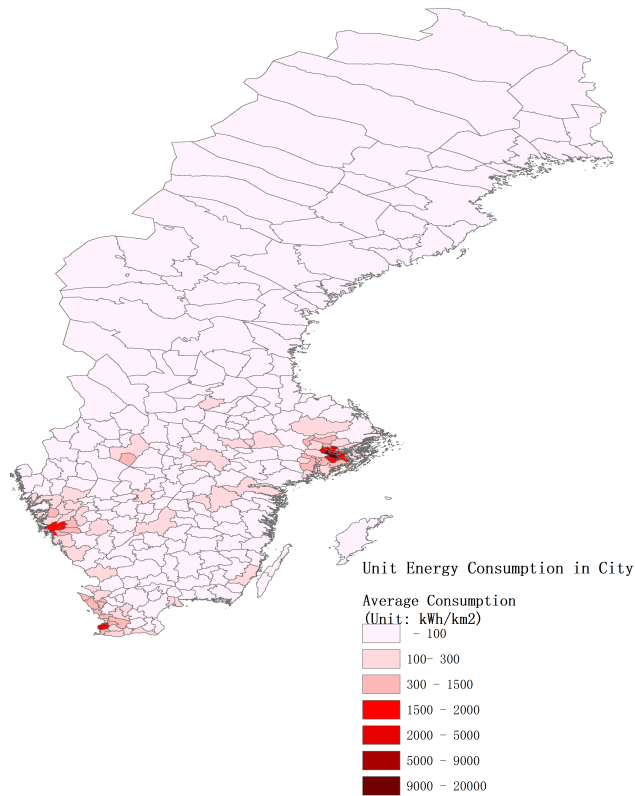 Unit Energy Consumption in City
Average Consumption
(Unit: kWh/km2)
- 100
100- 300
300 - 1500
1500 - 2000
2000 - 5000
5000 - 9000
9000 - 20000